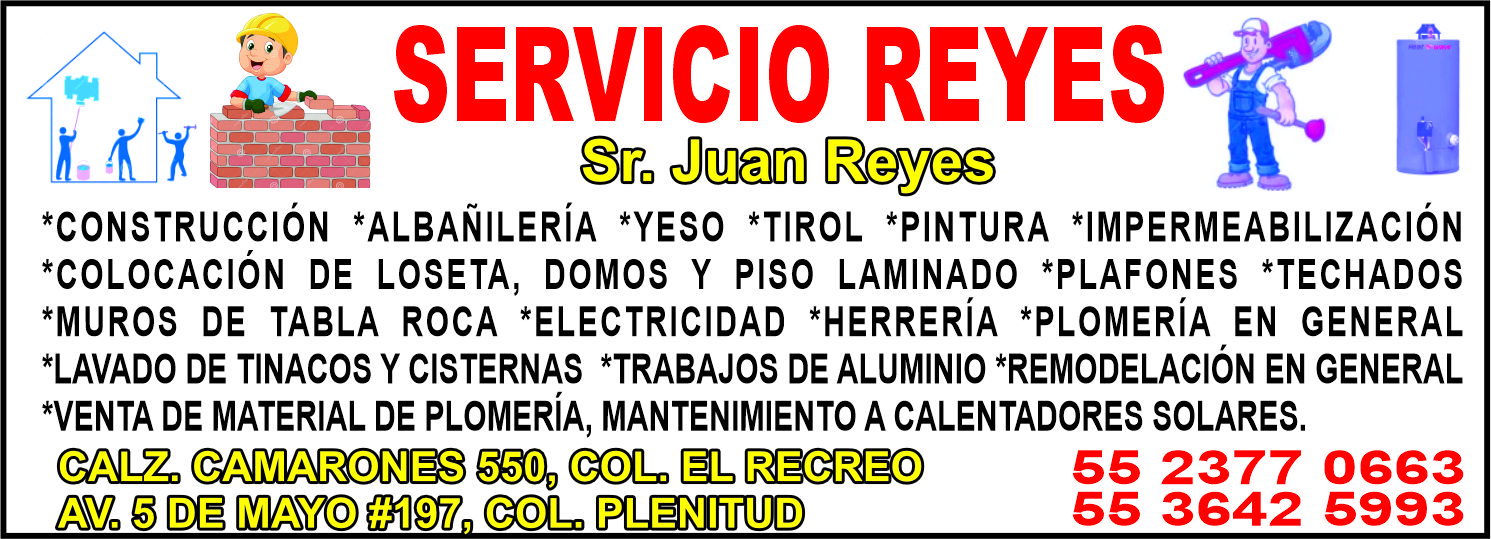 SERVICIO REYES
Sr. Juan Reyes
*CONSTRUCCIÓN *ALBAÑILERÍA *YESO *TIROL *PINTURA *IMPERMEABILIZACIÓN
*COLOCACIÓN DE LOSETA, DOMOS Y PISO LAMINADO *PLAFONES *TECHADOS
*MUROS DE TABLA ROCA *ELECTRICIDAD *HERRERÍA *PLOMERÍA EN GENERAL
*LAVADO DE TINACOS Y CISTERNAS *TRABAJOS DE ALUMINIO *REMODELACIÓN EN GENERAL
*VENTA DE MATERIAL DE PLOMERÍA, MANTENIMIENTO A CALENTADORES SOLARES.
CALZ. CAMARONES 550, COL. EL RECREO
AV. 5 DE MAYO #197, COL. PLENITUD
55 2377 0663
55 3642 5993